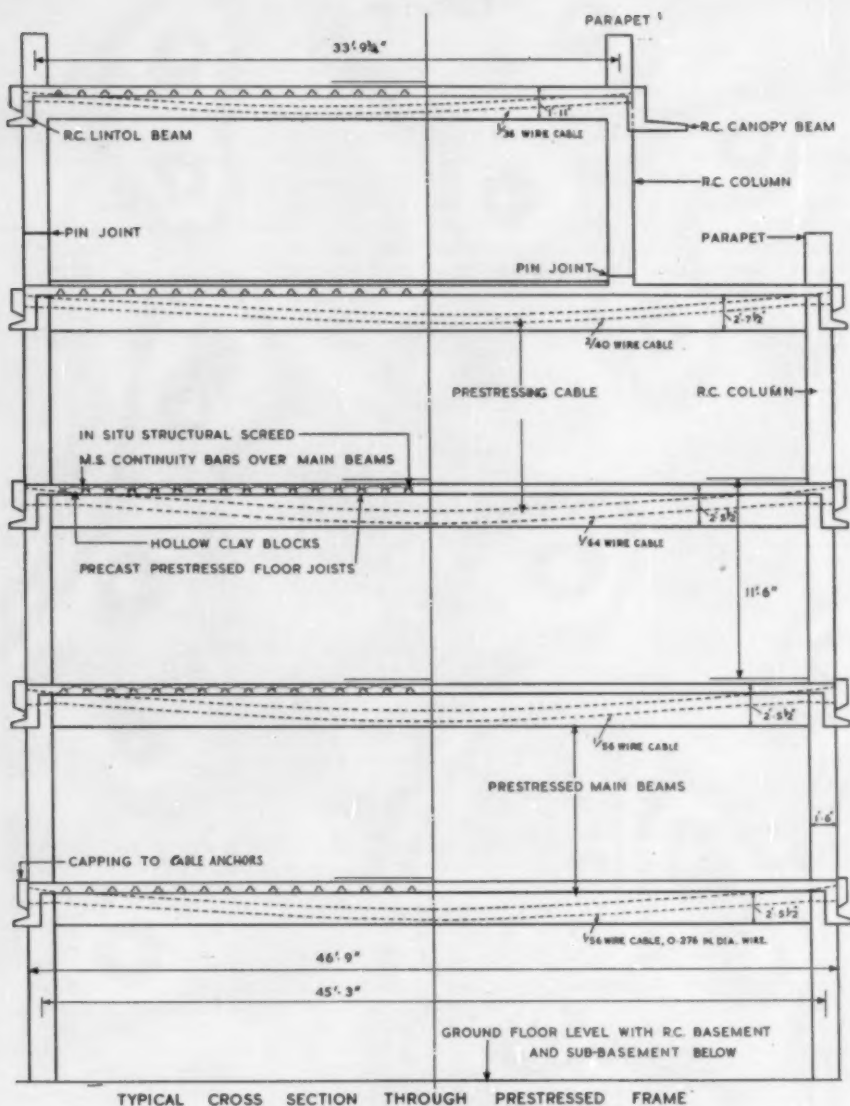 PARAPET
33'-9¼"
1'-11"
R.C. LINTOL BEAM
1/36 WIRE CABLE
R.C. CANOPY BEAM
R.C. COLUMN
PIN JOINT
PARAPET
PIN JOINT
2'-7½"
2/40 WIRE CABLE
PRESTRESSING CABLE
R.C. COLUMN
IN SITU STRUCTURAL SCREED
M.S. CONTINUITY BARS OVER MAIN BEAMS
2'-5½"
HOLLOW CLAY BLOCKS
1/64 WIRE CABLE
PRECAST PRESTRESSED FLOOR JOISTS
11'-6"
2'-5½"
1/56 WIRE CABLE
PRESTRESSED MAIN BEAMS
1'-6"
CAPPING TO CABLE ANCHORS
2'-5½"
1/56 WIRE CABLE, 0·276 IN. DIA. WIRE.
46'-9"
45'-3"
GROUND FLOOR LEVEL WITH R.C. BASEMENT
AND SUB-BASEMENT BELOW
TYPICAL CROSS SECTION THROUGH PRESTRESSED FRAME